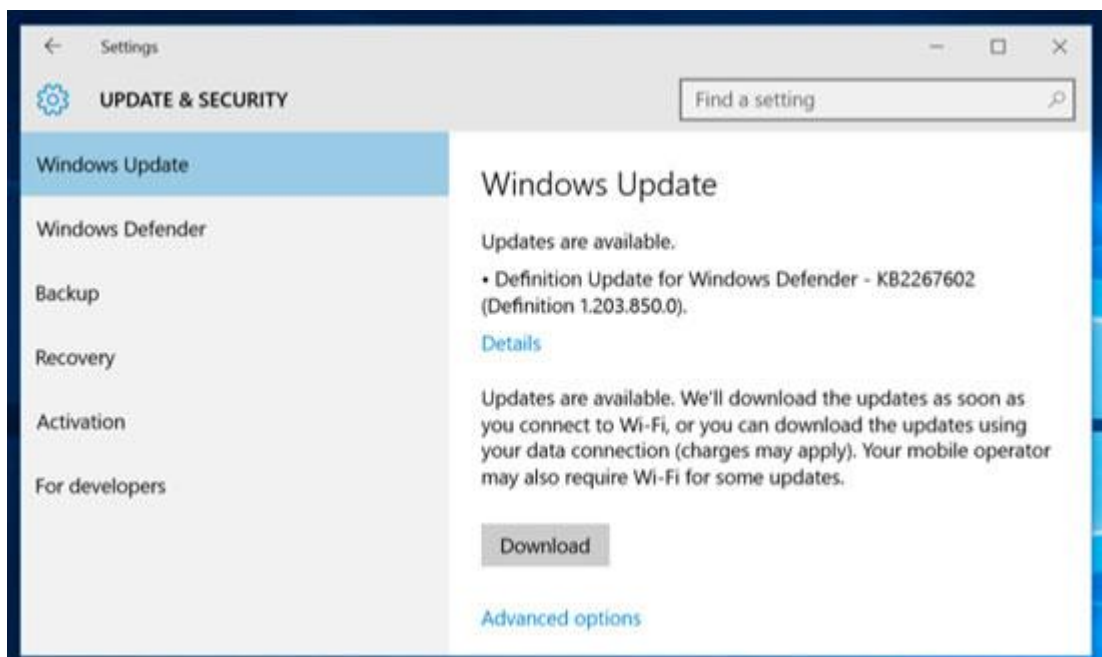 Settings
UPDATE & SECURITY
Find a setting
Windows Update
Windows Defender
Backup
Recovery
Activation
For developers
Windows Update
Updates are available.
• Definition Update for Windows Defender - KB2267602
(Definition 1.203.850.0).
Details
Updates are available. We'll download the updates as soon as
you connect to Wi-Fi, or you can download the updates using
your data connection (charges may apply). Your mobile operator
may also require Wi-Fi for some updates.
Download
Advanced options